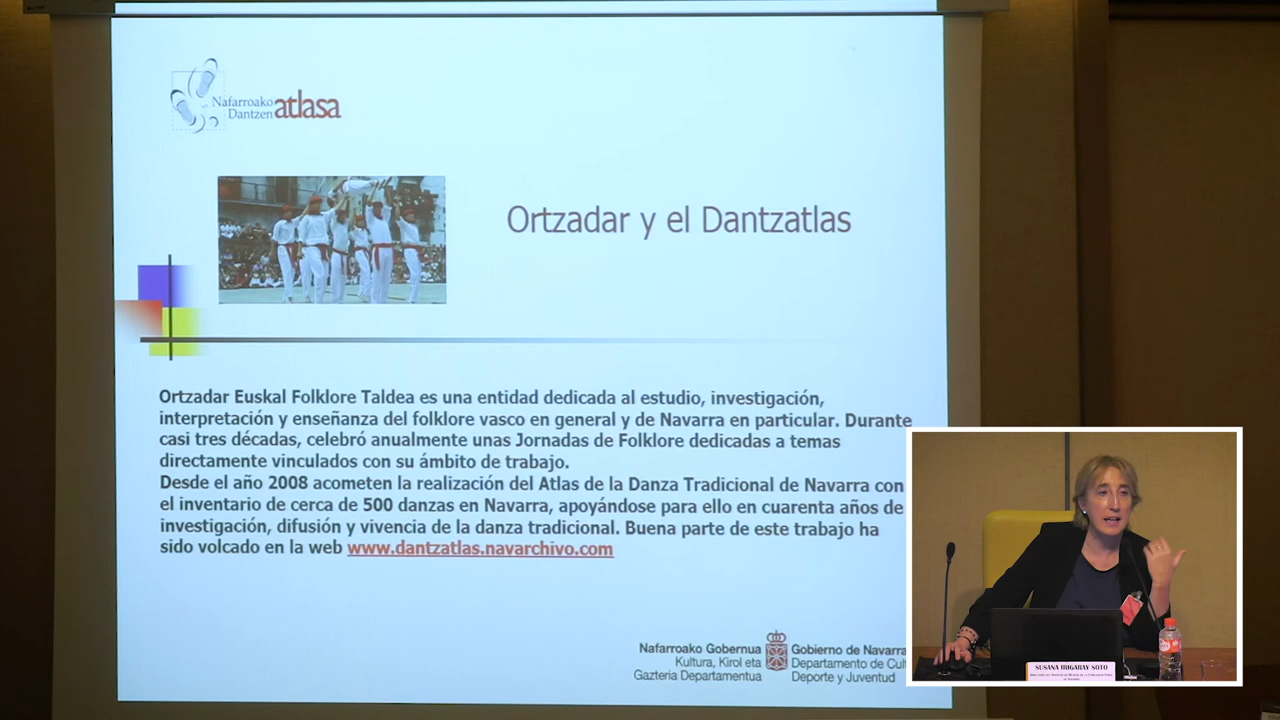 Nafarroako
Dantzen atlasa
Ortzadar y el Dantzatlas
Ortzadar Euskal Folklore Taldea es una entidad dedicada al estudio, investigación,
interpretación y enseñanza del folklore vasco en general y de Navarra en particular. Durante
casi tres décadas, celebró anualmente unas Jornadas de Folklore dedicadas a temas
directamente vinculados con su ámbito de trabajo.
Desde el año 2008 acometen la realización del Atlas de la Danza Tradicional de Navarra con
el inventario de cerca de 500 danzas en Navarra, apoyándose para ello en cuarenta años de
investigación, difusión y vivencia de la danza tradicional. Buena parte de este trabajo ha
sido volcado en la web www.dantzatlas.navarchivo.com
Nafarroako Gobernua
Kultura, Kirol eta
Gazteria Departamentua
Gobierno de Navarra
Departamento de Cul
Deporte y Juventud
SUSANA IRIGARAY SOTO